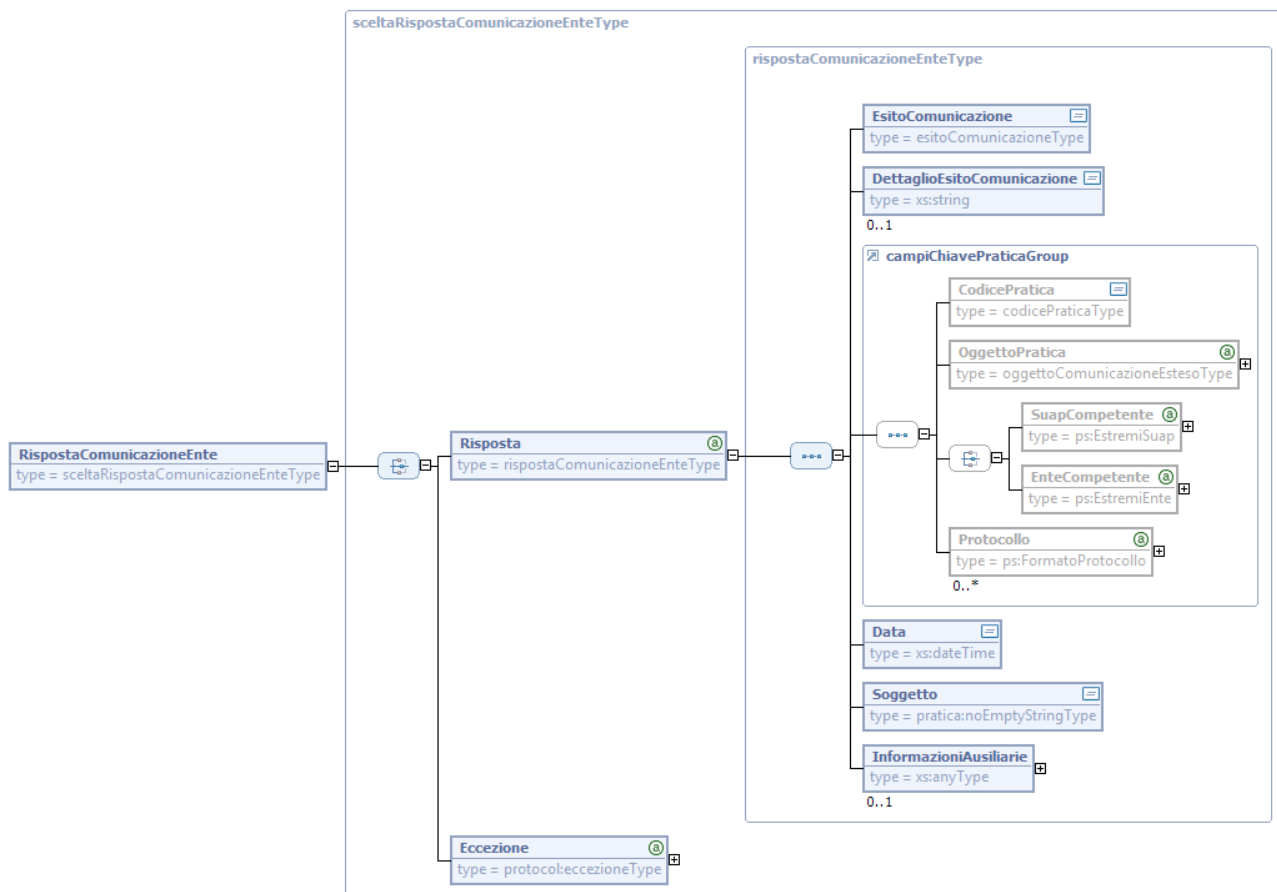 sceltaRispostaComunicazioneEnteType
rispostaComunicazioneEnteType
EsitoComunicazione
type = esitoComunicazioneType
DettaglioEsitoComunicazione
type = xs:string
0..1
campiChiavePraticaGroup
CodicePratica
type = codicePraticaType
OggettoPratica
type = oggettoComunicazioneEstesoType
SuapCompetente
type = ps:EstremiSuap
EnteCompetente
type = ps:EstremiEnte
Protocollo
type = ps:FormatoProtocollo
0..*
RispostaComunicazioneEnte
type = sceltaRispostaComunicazioneEnteType
Risposta
type = rispostaComunicazioneEnteType
Data
type = xs:dateTime
Soggetto
type = pratica:noEmptyStringType
InformazioniAusiliarie
type = xs:anyType
0..1
Eccezione
type = protocol:eccezioneType